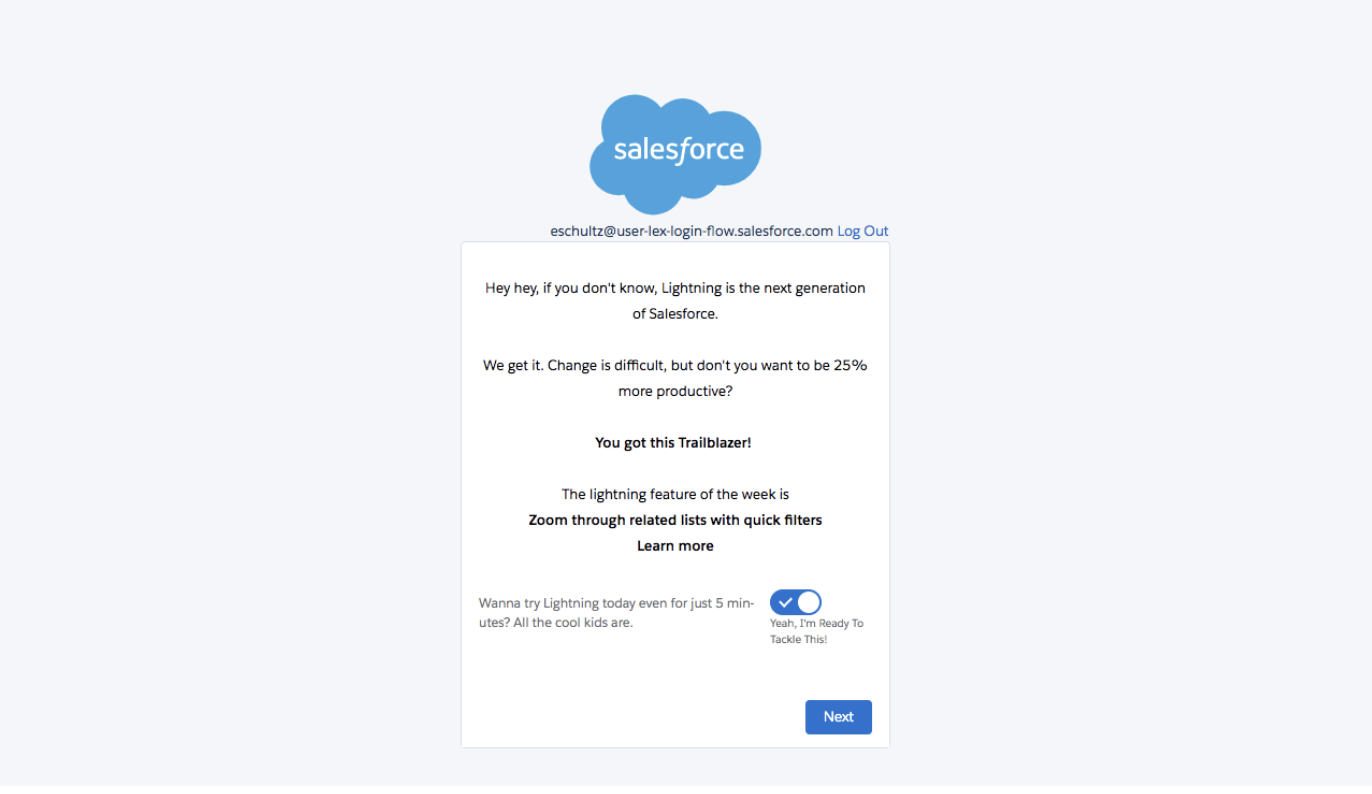 salesforce
eschultz@user-lex-login-flow.salesforce.com Log Out
Hey hey, if you don't know, Lightning is the next generation
of Salesforce.
We get it. Change is difficult, but don't you want to be 25%
more productive?
You got this Trailblazer!
The lightning feature of the week is
Zoom through related lists with quick filters
Learn more
Wanna try Lightning today even for just 5 min-
utes? All the cool kids are.
Yeah, I'm Ready To
Tackle This!
Next